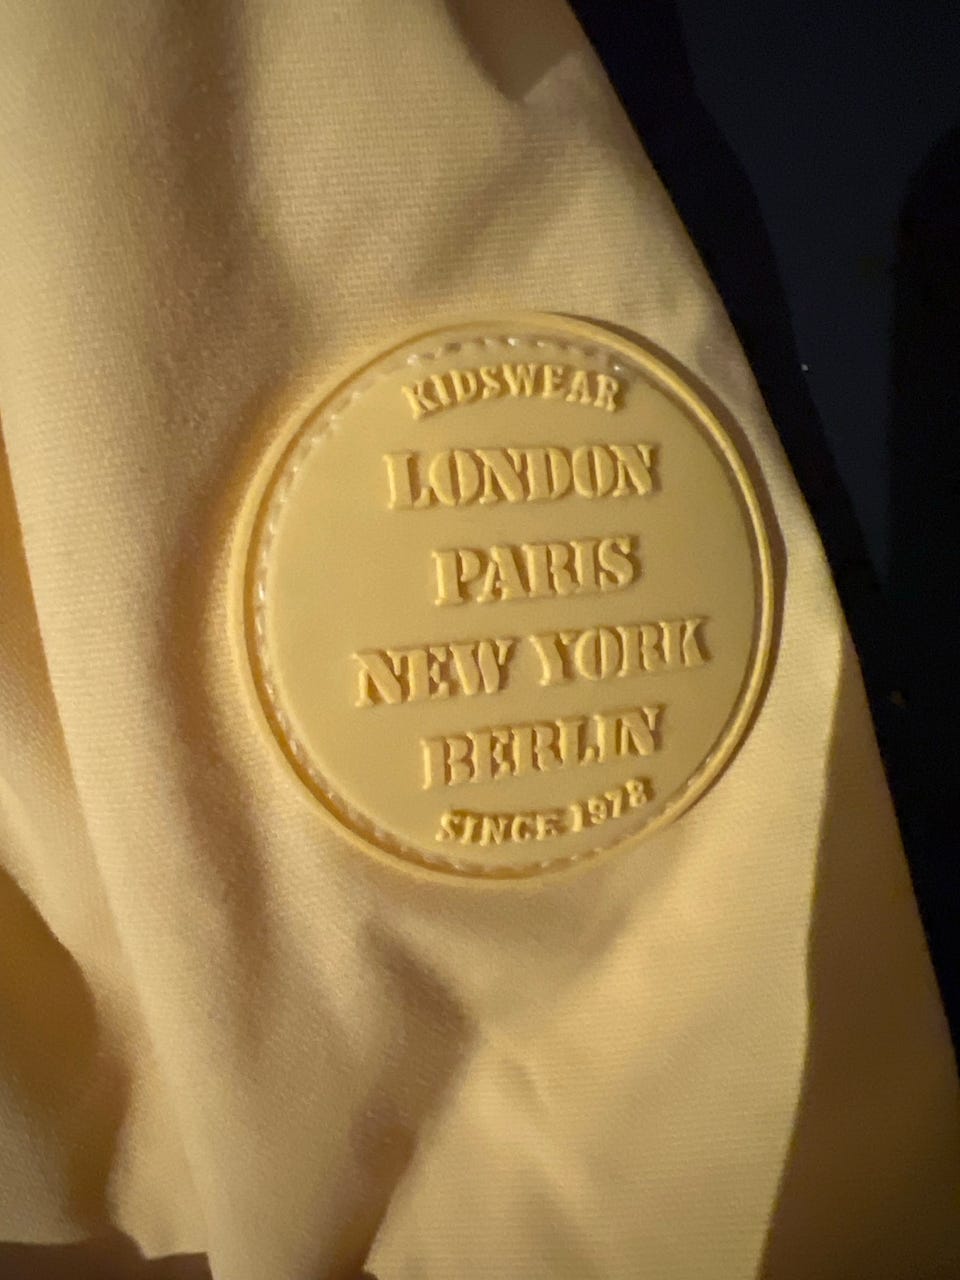 KIDSWEAR
LONDON
PARIS
NEW YORK
BERLIN
SINCE 1978